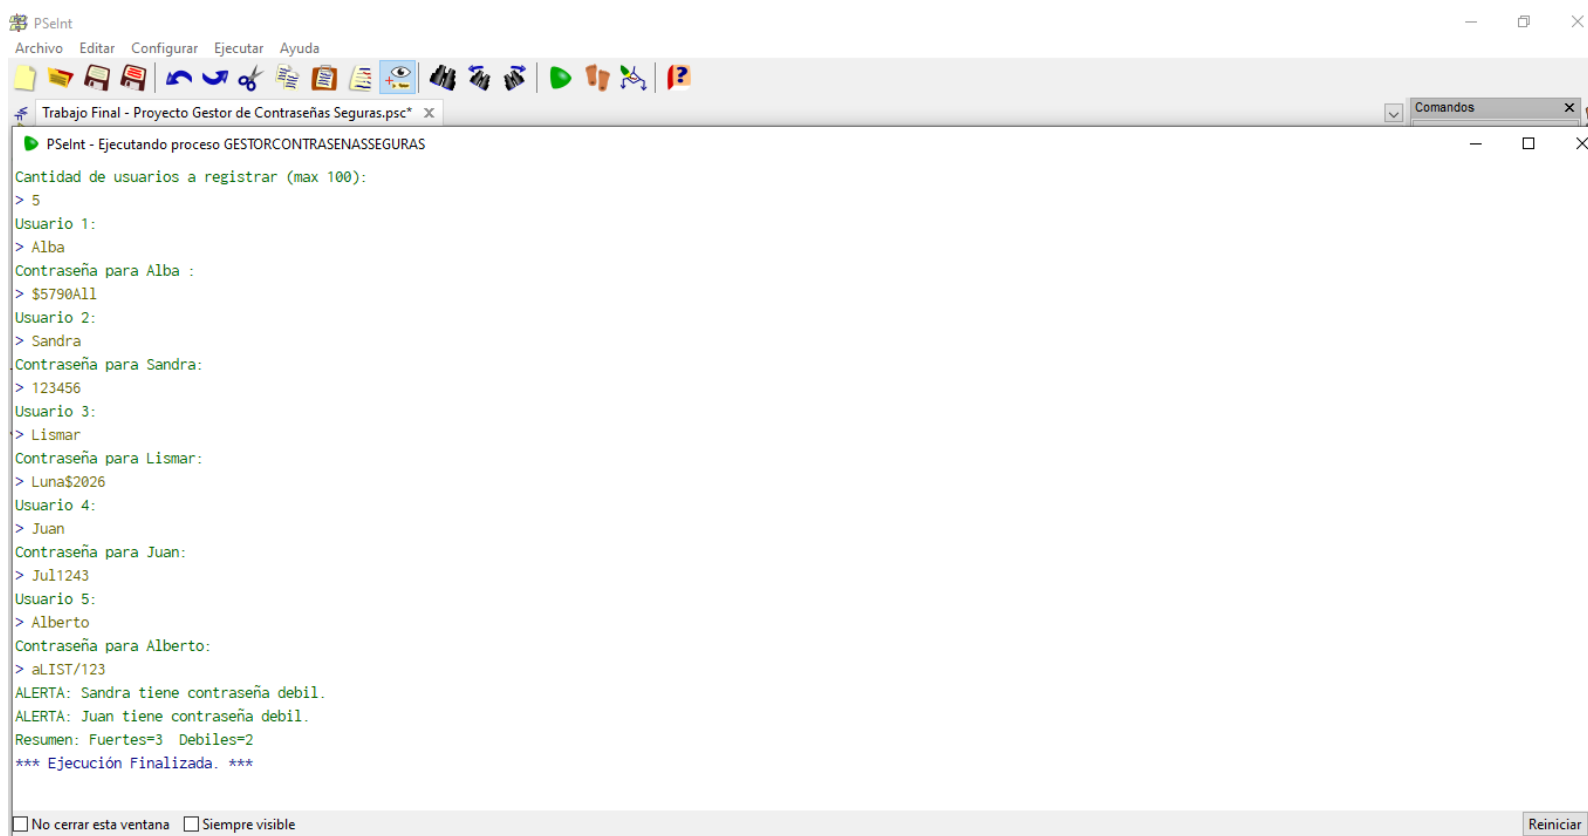 PSeInt
Archivo Editar Configurar Ejecutar Ayuda
Trabajo Final - Proyecto Gestor de Contraseñas Seguras.psc* x
Comandos x
PSeInt - Ejecutando proceso GESTORCONTRASENASSEGURAS
Cantidad de usuarios a registrar (max 100):
> 5
Usuario 1:
> Alba
Contraseña para Alba :
> $5790All
Usuario 2:
> Sandra
Contraseña para Sandra:
> 123456
Usuario 3:
> Lismar
Contraseña para Lismar:
> Luna$2026
Usuario 4:
> Juan
Contraseña para Juan:
> Jul1243
Usuario 5:
> Alberto
Contraseña para Alberto:
> aLIST/123
ALERTA: Sandra tiene contraseña debil.
ALERTA: Juan tiene contraseña debil.
Resumen: Fuertes=3  Debiles=2
*** Ejecución Finalizada. ***
No cerrar esta ventana Siempre visible
Reiniciar